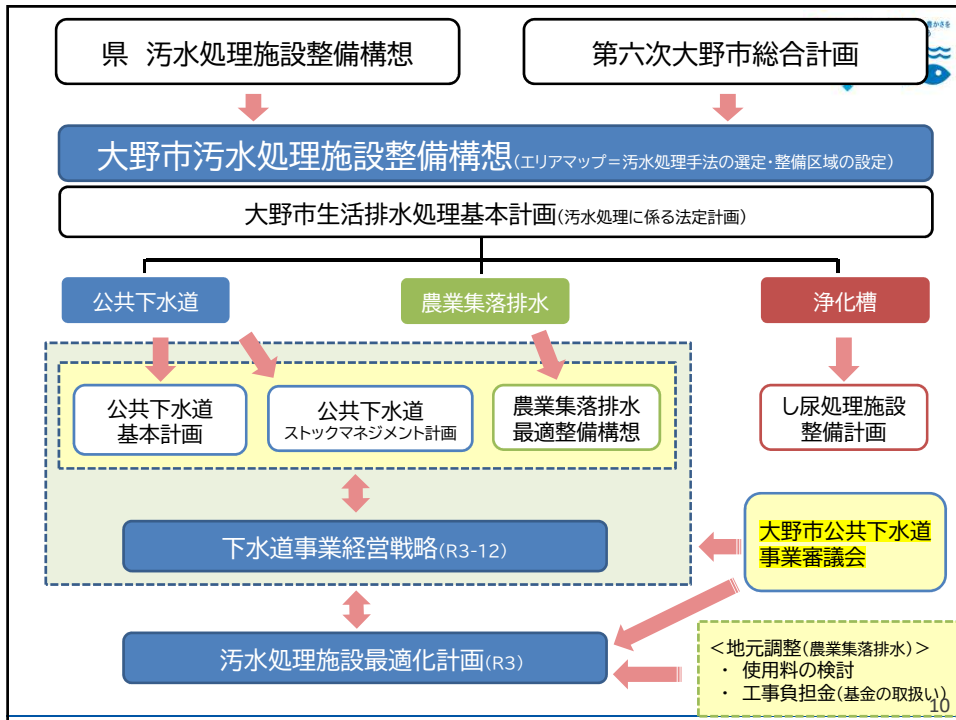 県 汚水処理施設整備構想
第六次大野市総合計画
大野市汚水処理施設整備構想(エリアマップ=汚水処理手法の選定・整備区域の設定)
大野市生活排水処理基本計画(汚水処理に係る法定計画)
公共下水道
農業集落排水
浄化槽
公共下水道
基本計画
公共下水道
ストックマネジメント計画
農業集落排水
最適整備構想
し尿処理施設
整備計画
下水道事業経営戦略(R3-12)
大野市公共下水道
事業審議会
汚水処理施設最適化計画(R3)
<地元調整(農業集落排水)>
・ 使用料の検討
・ 工事負担金(基金の取扱い)
10